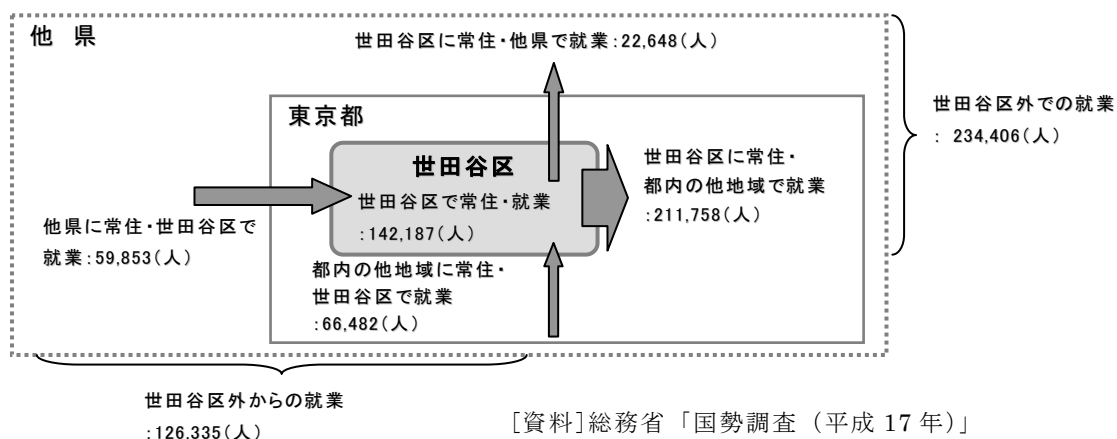 他 県
世田谷区に常住・他県で就業:22,648(人)
世田谷区外での就業
: 234,406(人)
東京都
世田谷区
世田谷区で常住・就業
:142,187(人)
世田谷区に常住・
都内の他地域で就業
:211,758(人)
他県に常住・世田谷区で
就業:59,853(人)
都内の他地域に常住・
世田谷区で就業
:66,482(人)
世田谷区外からの就業
:126,335(人)
[資料]総務省「国勢調査(平成 17 年)」